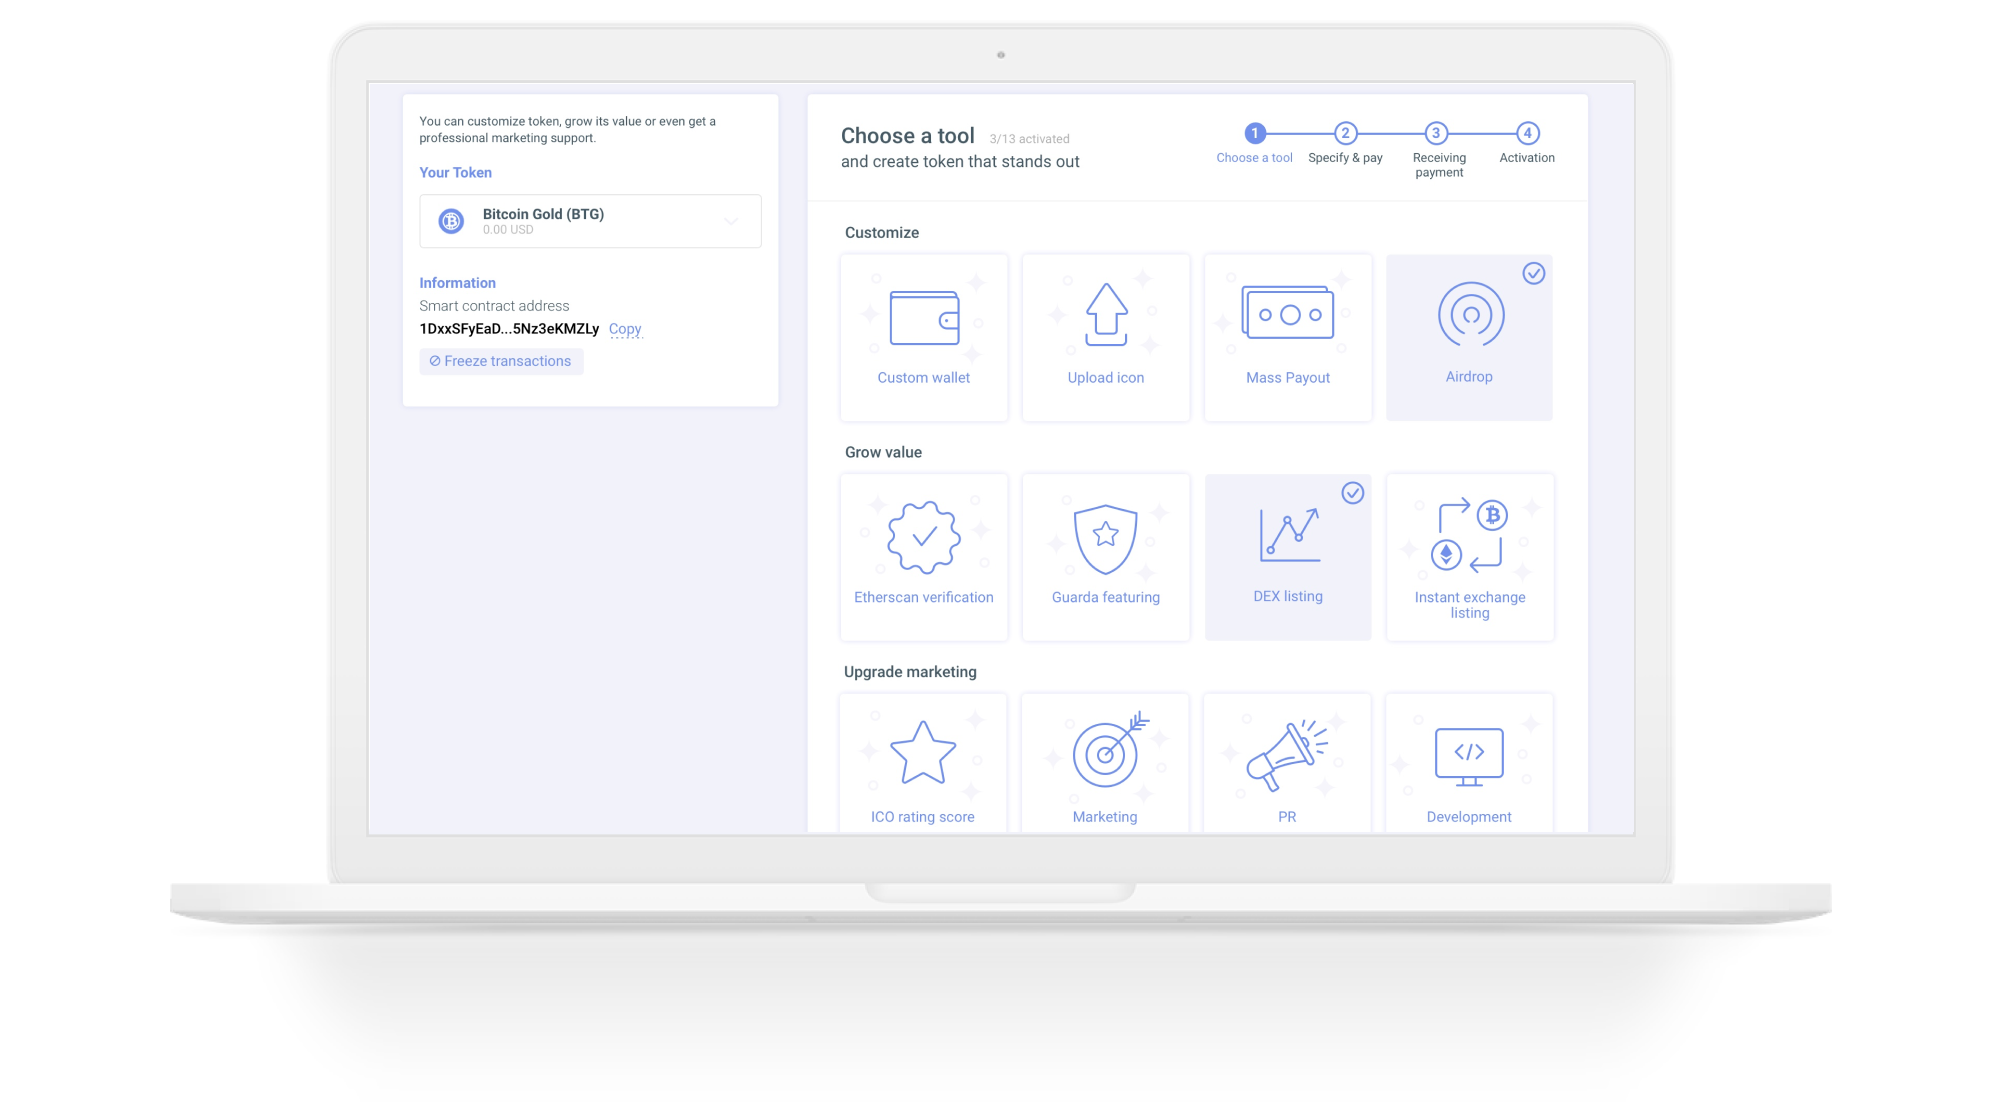 You can customize token, grow its value or even get a
professional marketing support.
Your Token
Bitcoin Gold (BTG)
0.00 USD
Information
Smart contract address
1DxxSFyEaD...5Nz3eKMZLy Copy
Freeze transactions
Choose a tool 3/13 activated
and create token that stands out
1 2 3 4
Choose a tool Specify & pay Receiving Activation
payment
Customize
Custom wallet Upload icon Mass Payout Airdrop
Grow value
Etherscan verification Guarda featuring DEX listing Instant exchange
listing
Upgrade marketing
</>
ICO rating score Marketing PR Development